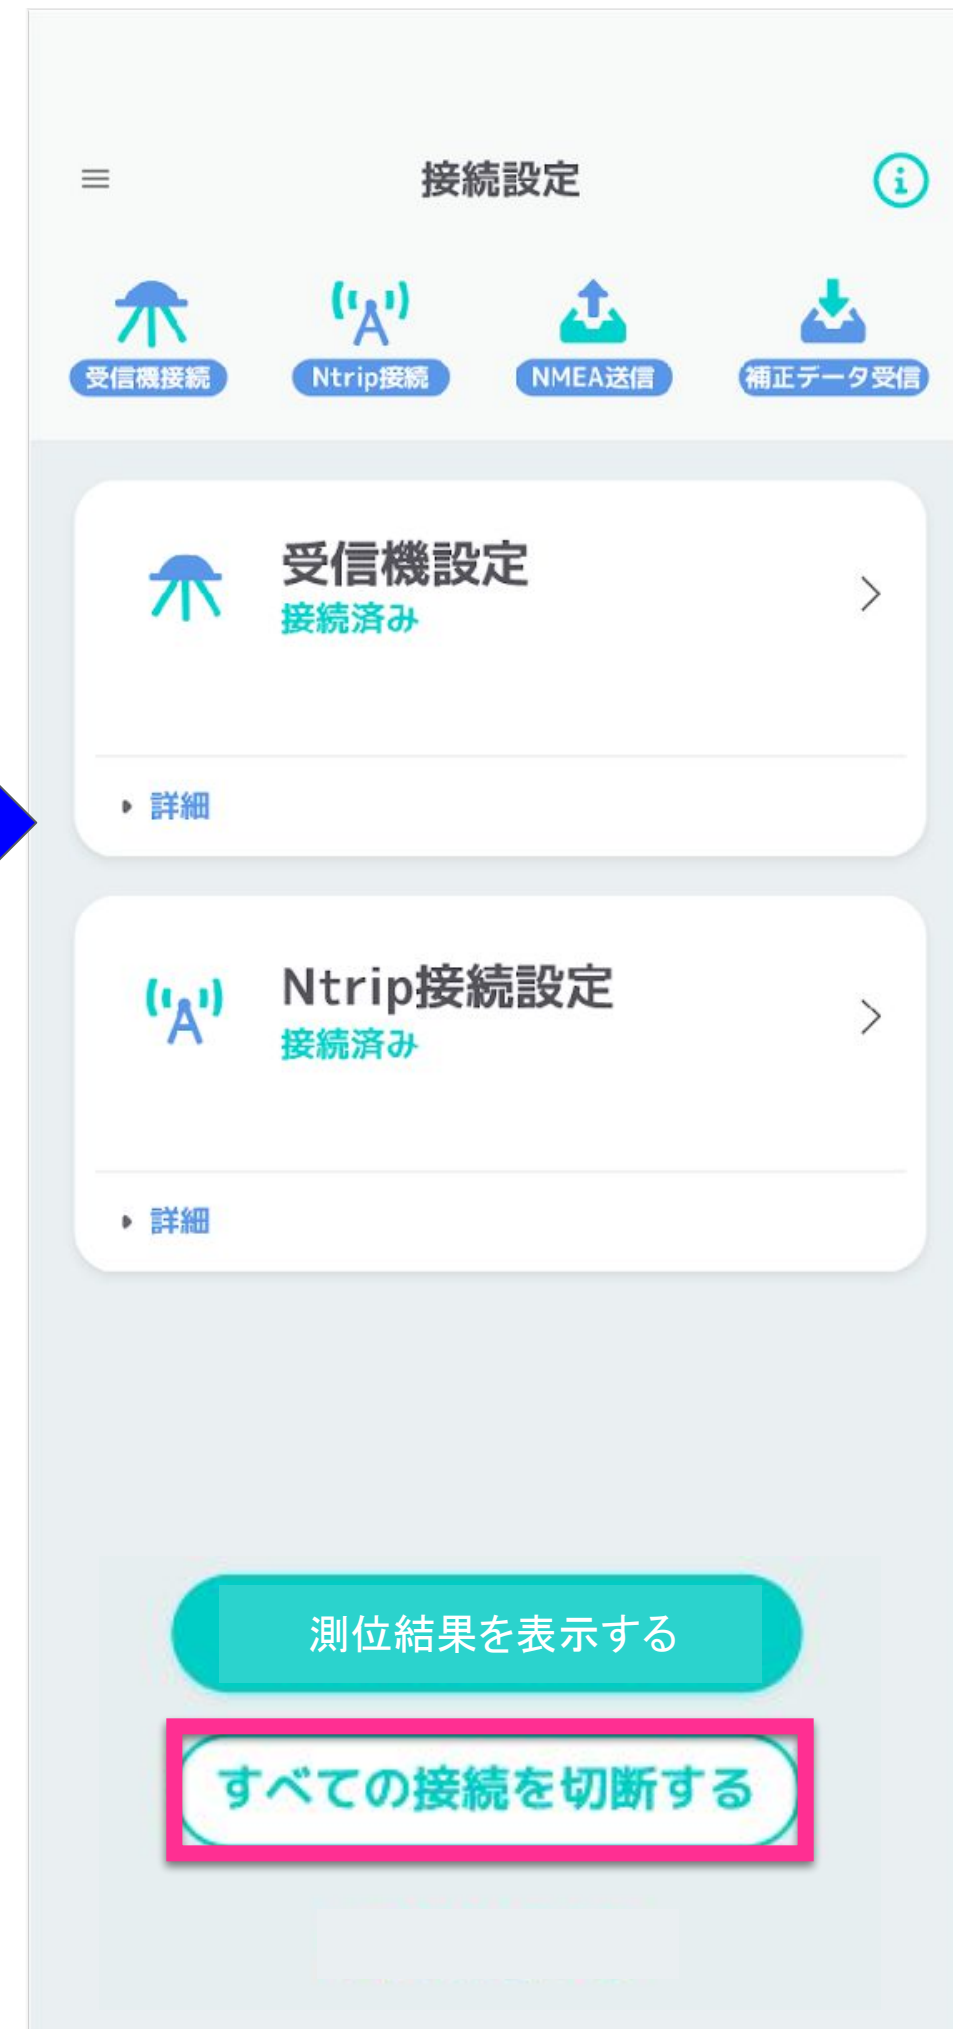 接続設定
受信機接続
Ntrip接続
NMEA送信
補正データ受信
受信機設定
接続済み
詳細
Ntrip接続設定
接続済み
詳細
測位結果を表示する
すべての接続を切断する